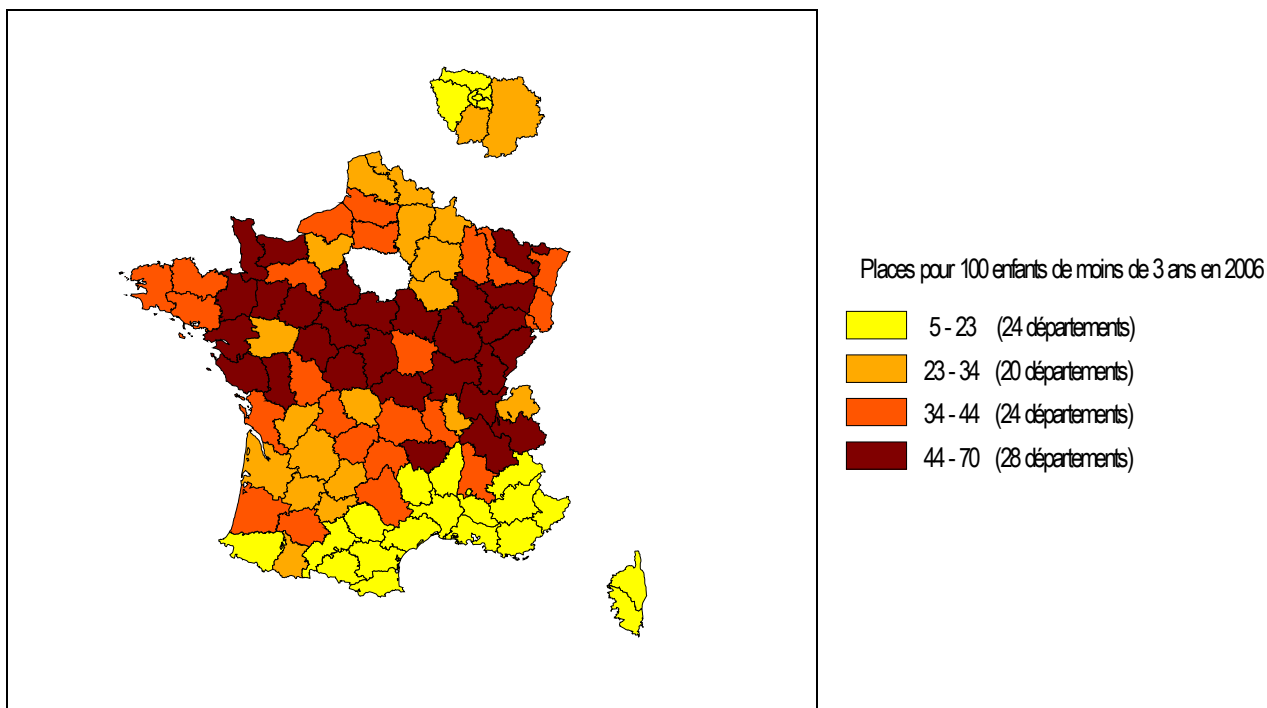 Places pour 100 enfants de moins de 3 ans en 2006
5 - 23 (24 départements)
23 - 34 (20 départements)
34 - 44 (24 départements)
44 - 70 (28 départements)